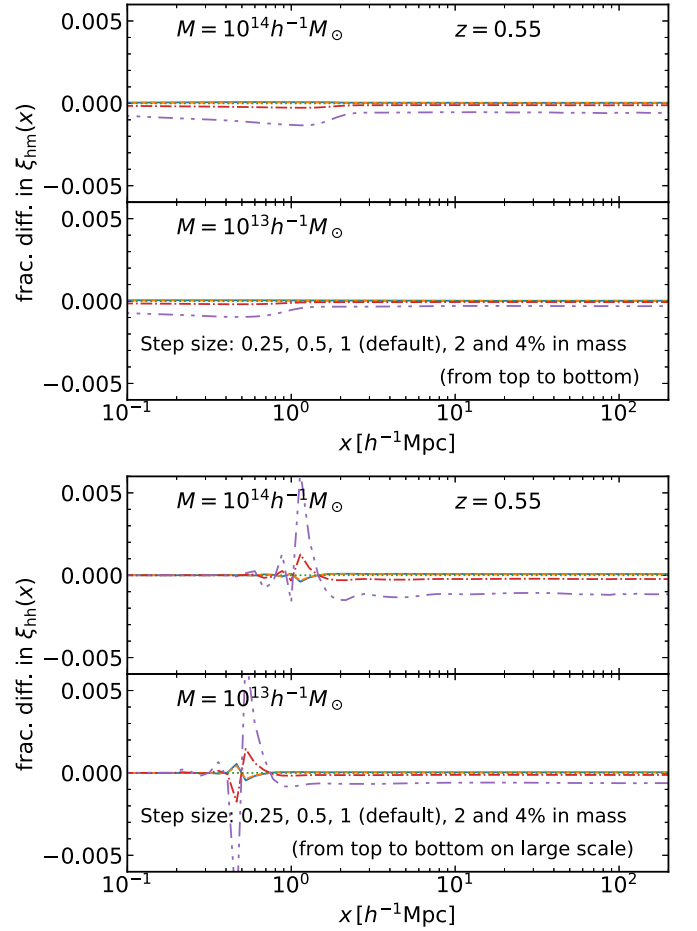 0.005
M = 10^14 h^−1 M_⊙ z = 0.55
0.000
−0.005
frac. diff. in ξ_hm(x)
0.005
M = 10^13 h^−1 M_⊙
0.000
Step size: 0.25, 0.5, 1 (default), 2 and 4% in mass
(from top to bottom)
−0.005
10^−1 10^0 10^1 10^2
x [h^−1 Mpc]
0.005
M = 10^14 h^−1 M_⊙ z = 0.55
0.000
−0.005
frac. diff. in ξ_hh(x)
0.005
M = 10^13 h^−1 M_⊙
0.000
Step size: 0.25, 0.5, 1 (default), 2 and 4% in mass
(from top to bottom on large scale)
−0.005
10^−1 10^0 10^1 10^2
x [h^−1 Mpc]